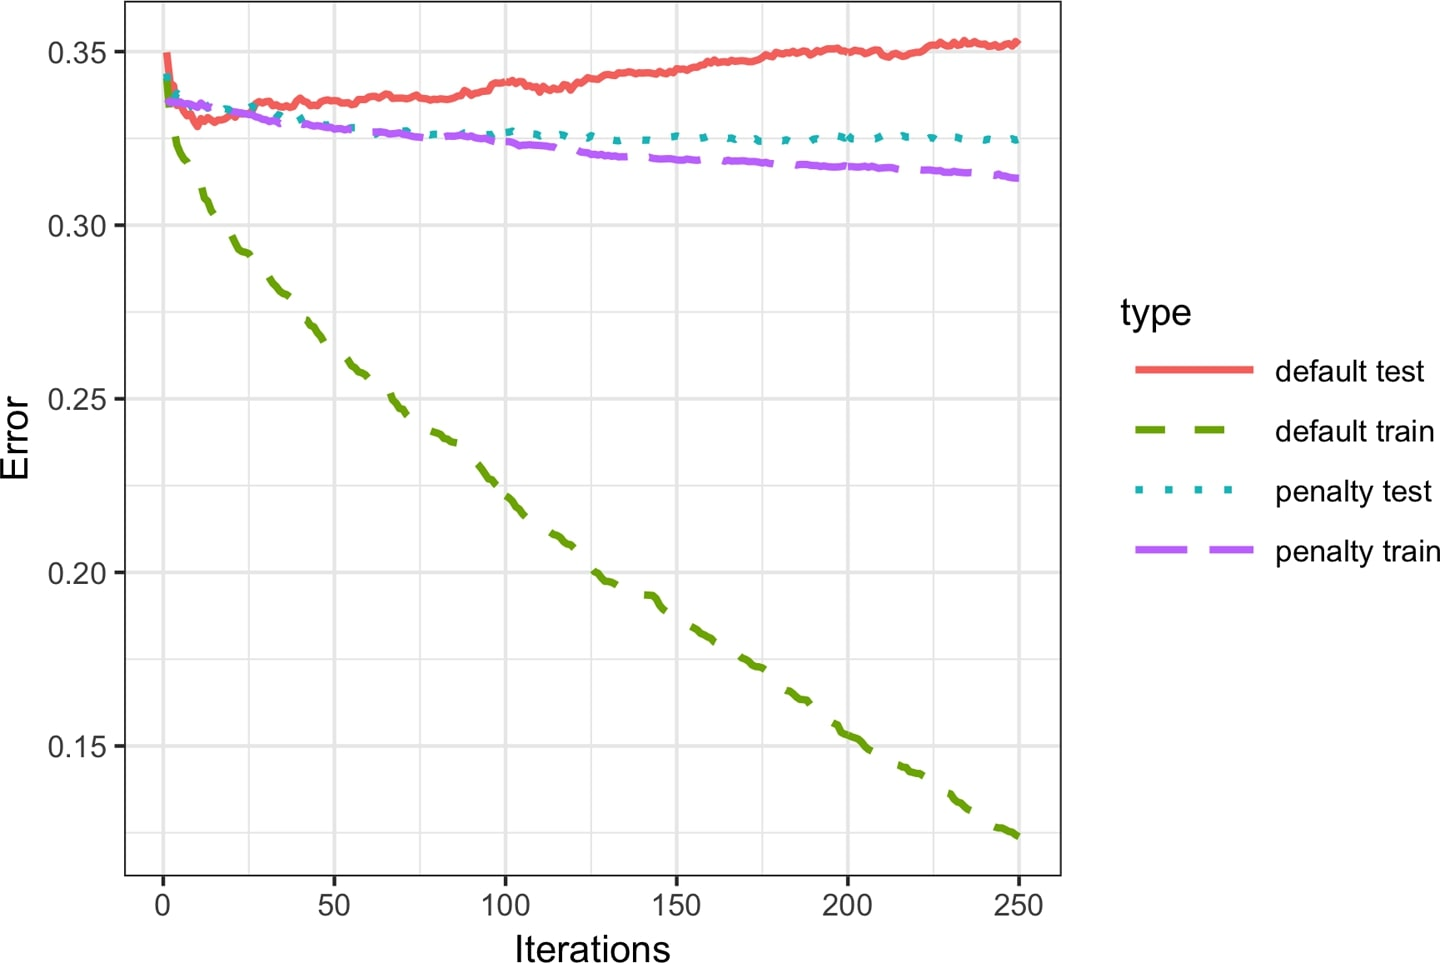 0.35
0.30
0.25
0.20
0.15
Error
0 50 100 150 200 250
Iterations
type
default test
default train
penalty test
penalty train